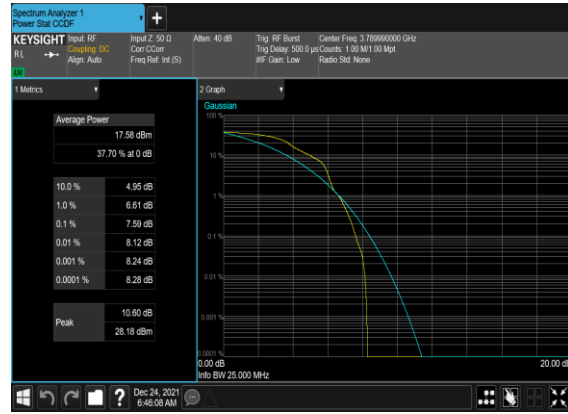 Spectrum Analyzer 1
Power Stat CCDF
+
KEYSIGHT
RL
LXI
Input: RF
Coupling: DC
Align: Auto
Input Z: 50 Ω
Corr CCorr
Freq Ref: Int (S)
Atten: 40 dB
Trig: RF Burst
Trig Delay: 500.0 µs
#IF Gain: Low
Center Freq: 3.789990000 GHz
Counts: 1.00 M/1.00 Mpt
Radio Std: None
1 Metrics
Average Power
17.58 dBm
37.70 % at 0 dB
10.0 % 4.95 dB
1.0 % 6.61 dB
0.1 % 7.59 dB
0.01 % 8.12 dB
0.001 % 8.24 dB
0.0001 % 8.28 dB
Peak
10.60 dB
28.18 dBm
2 Graph
Gaussian
100 %
10 %
1 %
0.1 %
0.01 %
0.001 %
0.0001 %
0.00 dB
20.00 dB
Info BW 25.000 MHz
?
Dec 24, 2021
6:46:08 AM